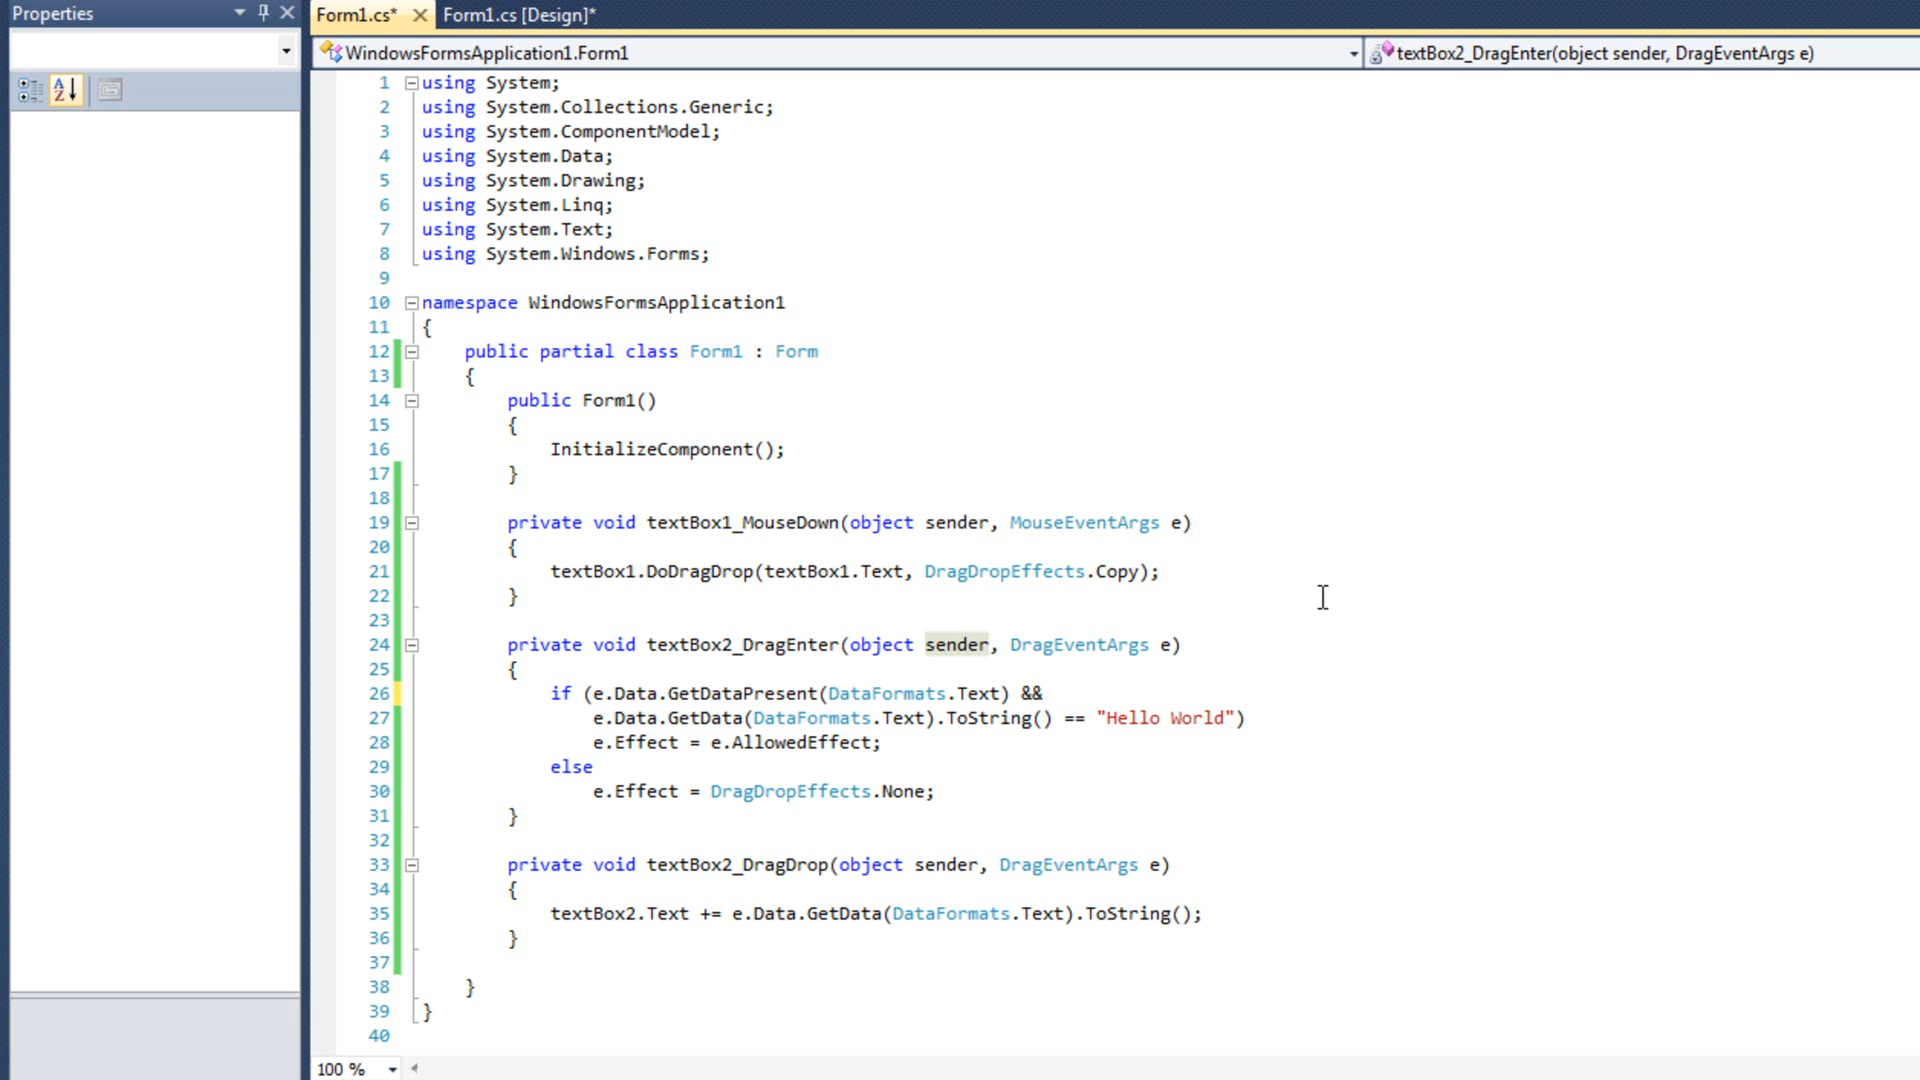 Properties
Form1.cs*
Form1.cs [Design]*
WindowsFormsApplication1.Form1
textBox2_DragEnter(object sender, DragEventArgs e)
1 using System;
2 using System.Collections.Generic;
3 using System.ComponentModel;
4 using System.Data;
5 using System.Drawing;
6 using System.Linq;
7 using System.Text;
8 using System.Windows.Forms;
9
10 namespace WindowsFormsApplication1
11 {
12     public partial class Form1 : Form
13     {
14         public Form1()
15         {
16             InitializeComponent();
17         }
18
19         private void textBox1_MouseDown(object sender, MouseEventArgs e)
20         {
21             textBox1.DoDragDrop(textBox1.Text, DragDropEffects.Copy);
22         }
23
24         private void textBox2_DragEnter(object sender, DragEventArgs e)
25         {
26             if (e.Data.GetDataPresent(DataFormats.Text) &&
27                 e.Data.GetData(DataFormats.Text).ToString() == "Hello World")
28                 e.Effect = e.AllowedEffect;
29             else
30                 e.Effect = DragDropEffects.None;
31         }
32
33         private void textBox2_DragDrop(object sender, DragEventArgs e)
34         {
35             textBox2.Text += e.Data.GetData(DataFormats.Text).ToString();
36         }
37
38     }
39 }
40
100 %